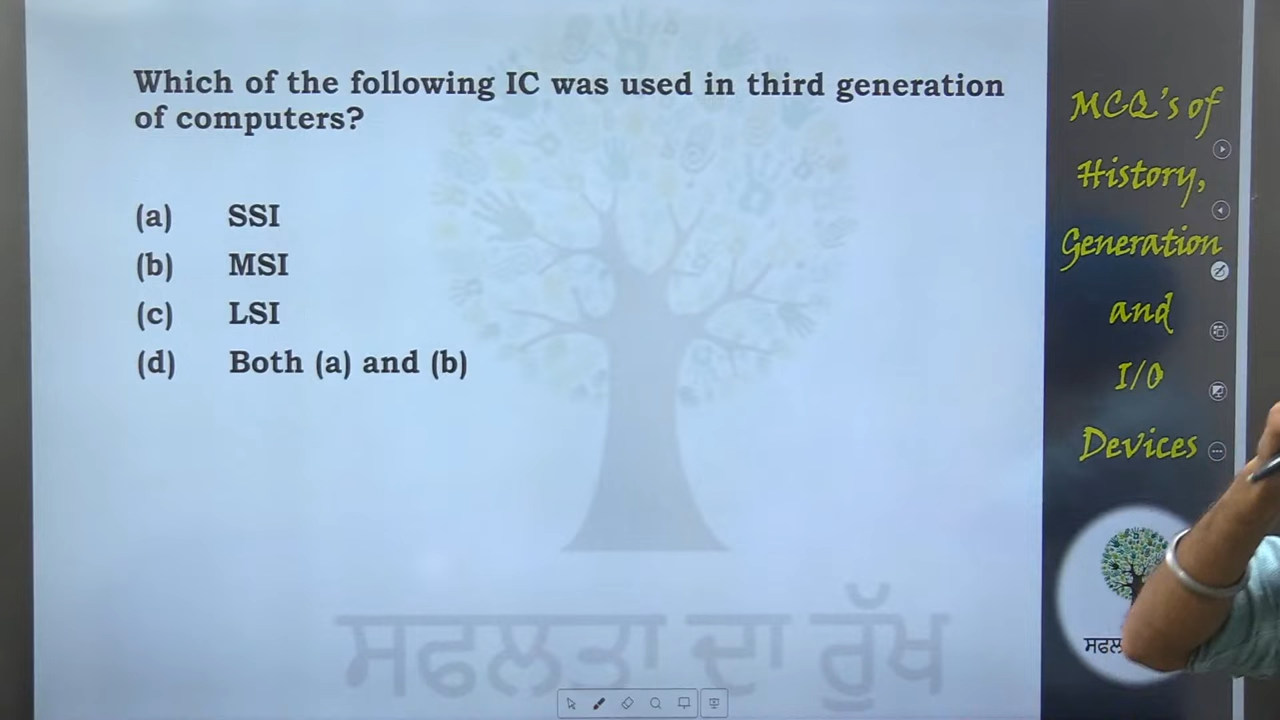 Which of the following IC was used in third generation
of computers?
(a) SSI
(b) MSI
(c) LSI
(d) Both (a) and (b)
ਸਫਲਤਾ ਦਾ ਰੁੱਖ
MCQ's of
History,
Generation
and
I/O
Devices